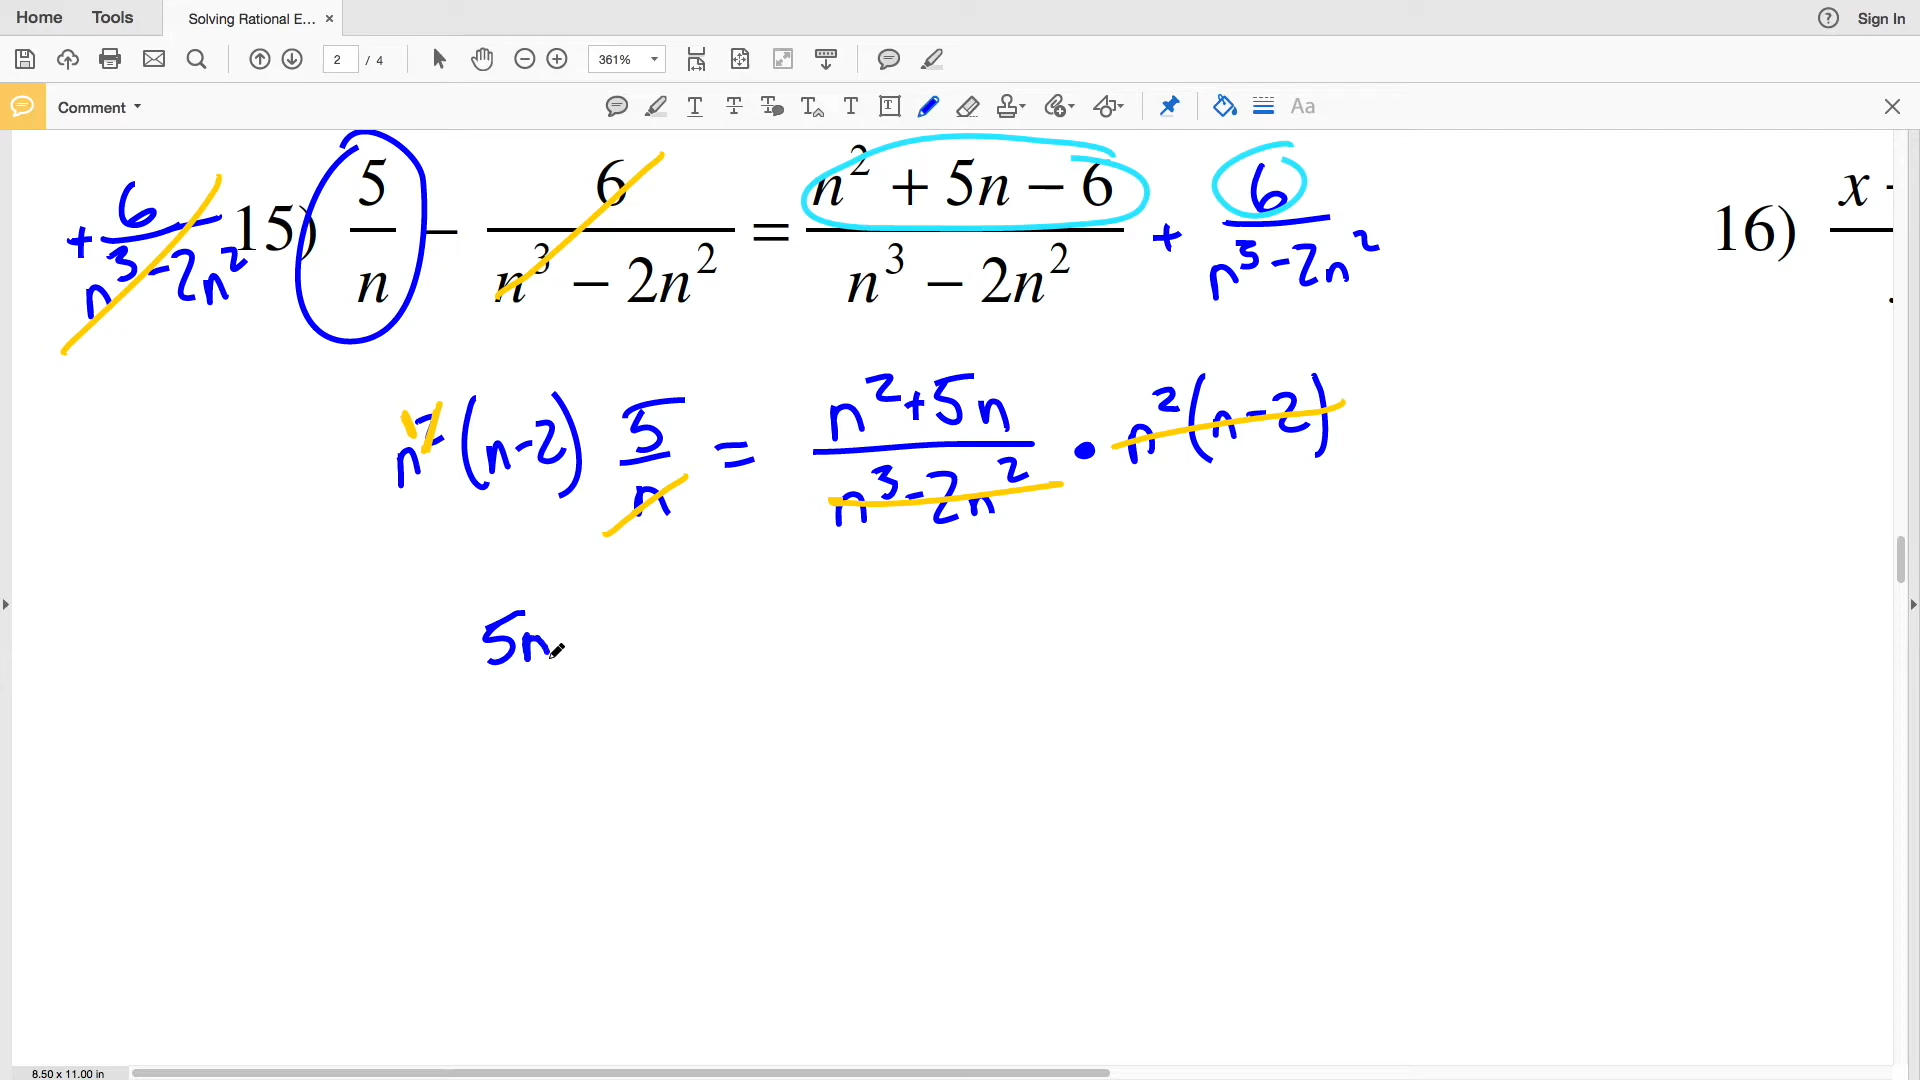 Home Tools Solving Rational E... × ? Sign In
2 / 4 361%
Comment Aa
+ 6/(n³-2n²) 15) 5/n − 6/(n³ − 2n²) = (n² + 5n − 6)/(n³ − 2n²) + 6/(n³-2n²) 16) x -
n² (n-2) 5/n = (n²+5n)/(n³-2n²) • n²(n-2)
5n
8.50 x 11.00 in